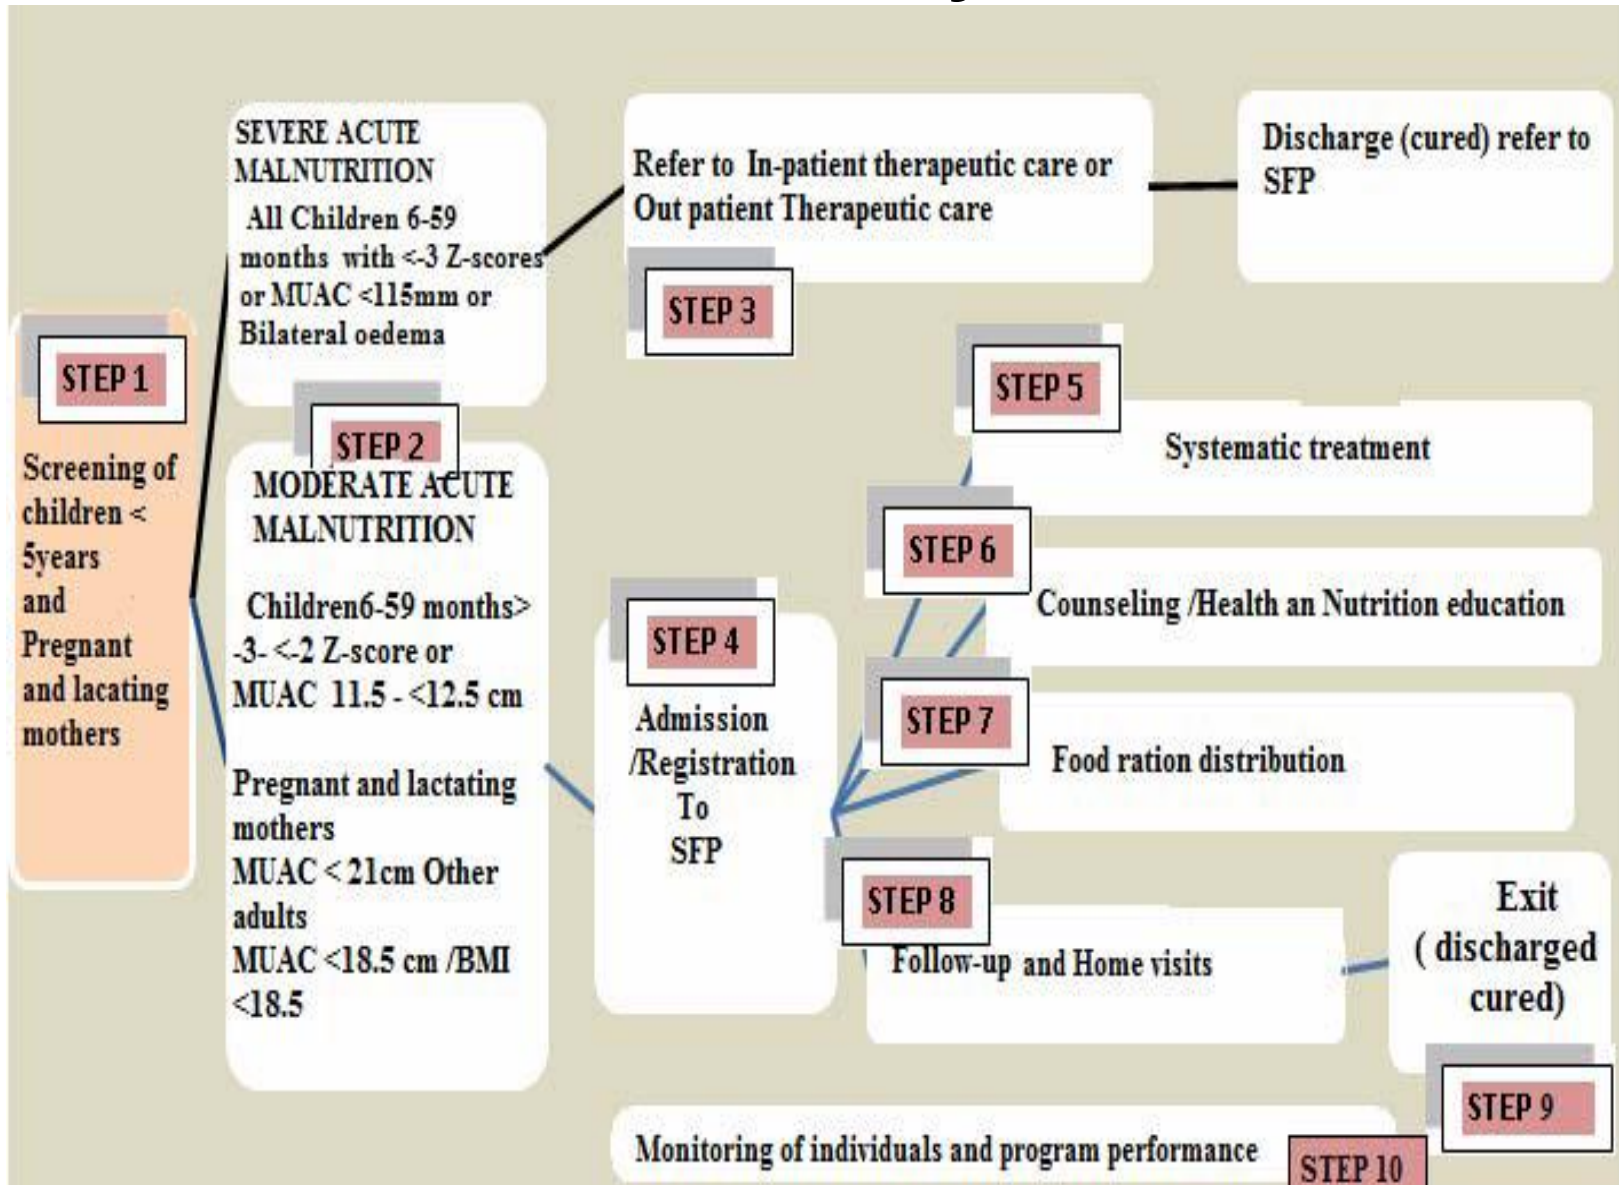 STEP 1
Screening of
children <
5years
and
Pregnant
and lacating
mothers
SEVERE ACUTE
MALNUTRITION
All Children 6-59
months with <-3 Z-scores
or MUAC <115mm or
Bilateral oedema
STEP 2
MODERATE ACUTE
MALNUTRITION
Children6-59 months>
-3- <-2 Z-score or
MUAC 11.5 - <12.5 cm
Pregnant and lactating
mothers
MUAC < 21cm Other
adults
MUAC <18.5 cm /BMI
<18.5
Refer to In-patient therapeutic care or
Out patient Therapeutic care
STEP 3
Discharge (cured) refer to
SFP
STEP 4
Admission
/Registration
To
SFP
STEP 5
Systematic treatment
STEP 6
Counseling /Health an Nutrition education
STEP 7
Food ration distribution
STEP 8
Follow-up and Home visits
Exit
( discharged
cured)
STEP 9
Monitoring of individuals and program performance
STEP 10